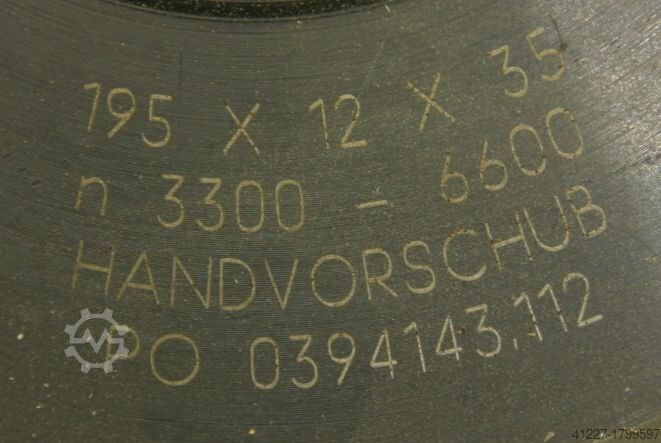 195 X 12 X 35
n 3300 - 6600
HANDVORSCHUB
PO 0394143.112
41227-1799597